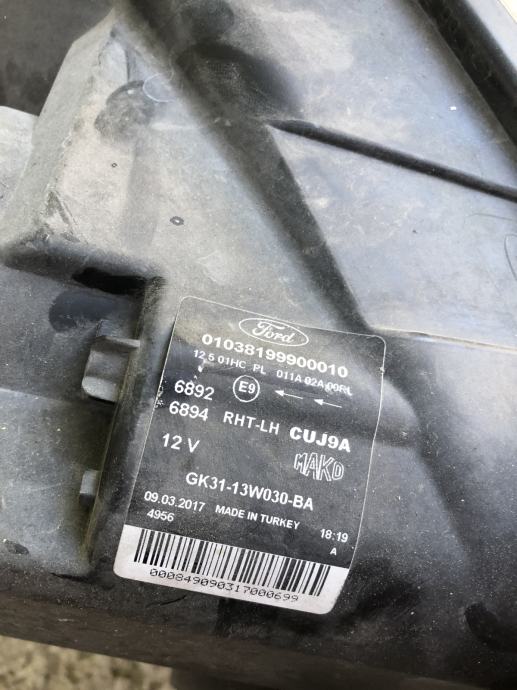 Ford
01038199900010
12.5 01HC PL 011A 02A 00RL
6892 E9
6894 RHT-LH CUJ9A
12 V MAKO
GK31-13W030-BA
09.03.2017 MADE IN TURKEY 18:19
4956 A
000849090317000699